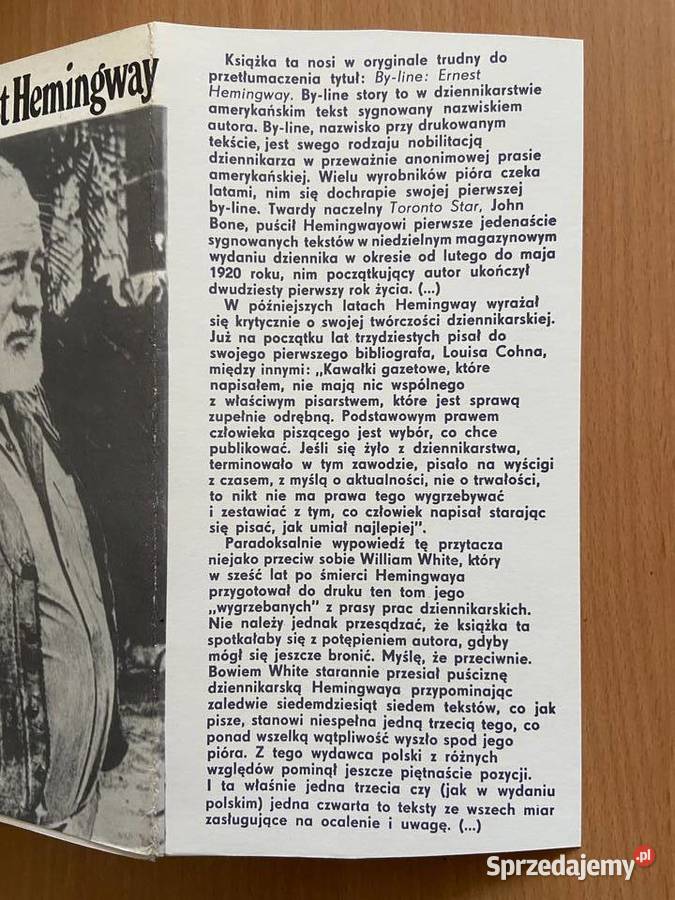 t Hemingway
Książka ta nosi w oryginale trudny do
przetłumaczenia tytuł: By-line: Ernest
Hemingway. By-line story to w dziennikarstwie
amerykańskim tekst sygnowany nazwiskiem
autora. By-line, nazwisko przy drukowanym
tekście, jest swego rodzaju nobilitacją
dziennikarza w przeważnie anonimowej prasie
amerykańskiej. Wielu wyrobników pióra czeka
latami, nim się dochrapie swojej pierwszej
by-line. Twardy naczelny Toronto Star, John
Bone, puścił Hemingwayowi pierwsze jedenaście
sygnowanych tekstów w niedzielnym magazynowym
wydaniu dziennika w okresie od lutego do maja
1920 roku, nim początkujący autor ukończył
dwudziesty pierwszy rok życia. (...)
W późniejszych latach Hemingway wyrażał
się krytycznie o swojej twórczości dziennikarskiej.
Już na początku lat trzydziestych pisał do
swojego pierwszego bibliografa, Louisa Cohna,
między innymi: „Kawałki gazetowe, które
napisałem, nie mają nic wspólnego
z właściwym pisarstwem, które jest sprawą
zupełnie odrębną. Podstawowym prawem
człowieka piszącego jest wybór, co chce
publikować. Jeśli się żyło z dziennikarstwa,
terminowało w tym zawodzie, pisało na wyścigi
z czasem, z myślą o aktualności, nie o trwałości,
to nikt nie ma prawa tego wygrzebywać
i zestawiać z tym, co człowiek napisał starając
się pisać, jak umiał najlepiej”.
Paradoksalnie wypowiedź tę przytacza
niejako przeciw sobie William White, który
w sześć lat po śmierci Hemingwaya
przygotował do druku ten tom jego
„wygrzebanych” z prasy prac dziennikarskich.
Nie należy jednak przesądzać, że książka ta
spotkałaby się z potępieniem autora, gdyby
mógł się jeszcze bronić. Myślę, że przeciwnie.
Bowiem White starannie przesiał puściznę
dziennikarską Hemingwaya przypominając
zaledwie siedemdziesiąt siedem tekstów, co jak
pisze, stanowi niespełna jedną trzecią tego, co
ponad wszelką wątpliwość wyszło spod jego
pióra. Z tego wydawca polski z różnych
względów pominął jeszcze piętnaście pozycji.
I ta właśnie jedna trzecia czy (jak w wydaniu
polskim) jedna czwarta to teksty ze wszech miar
zasługujące na ocalenie i uwagę. (...)
Sprzedajemy.pl